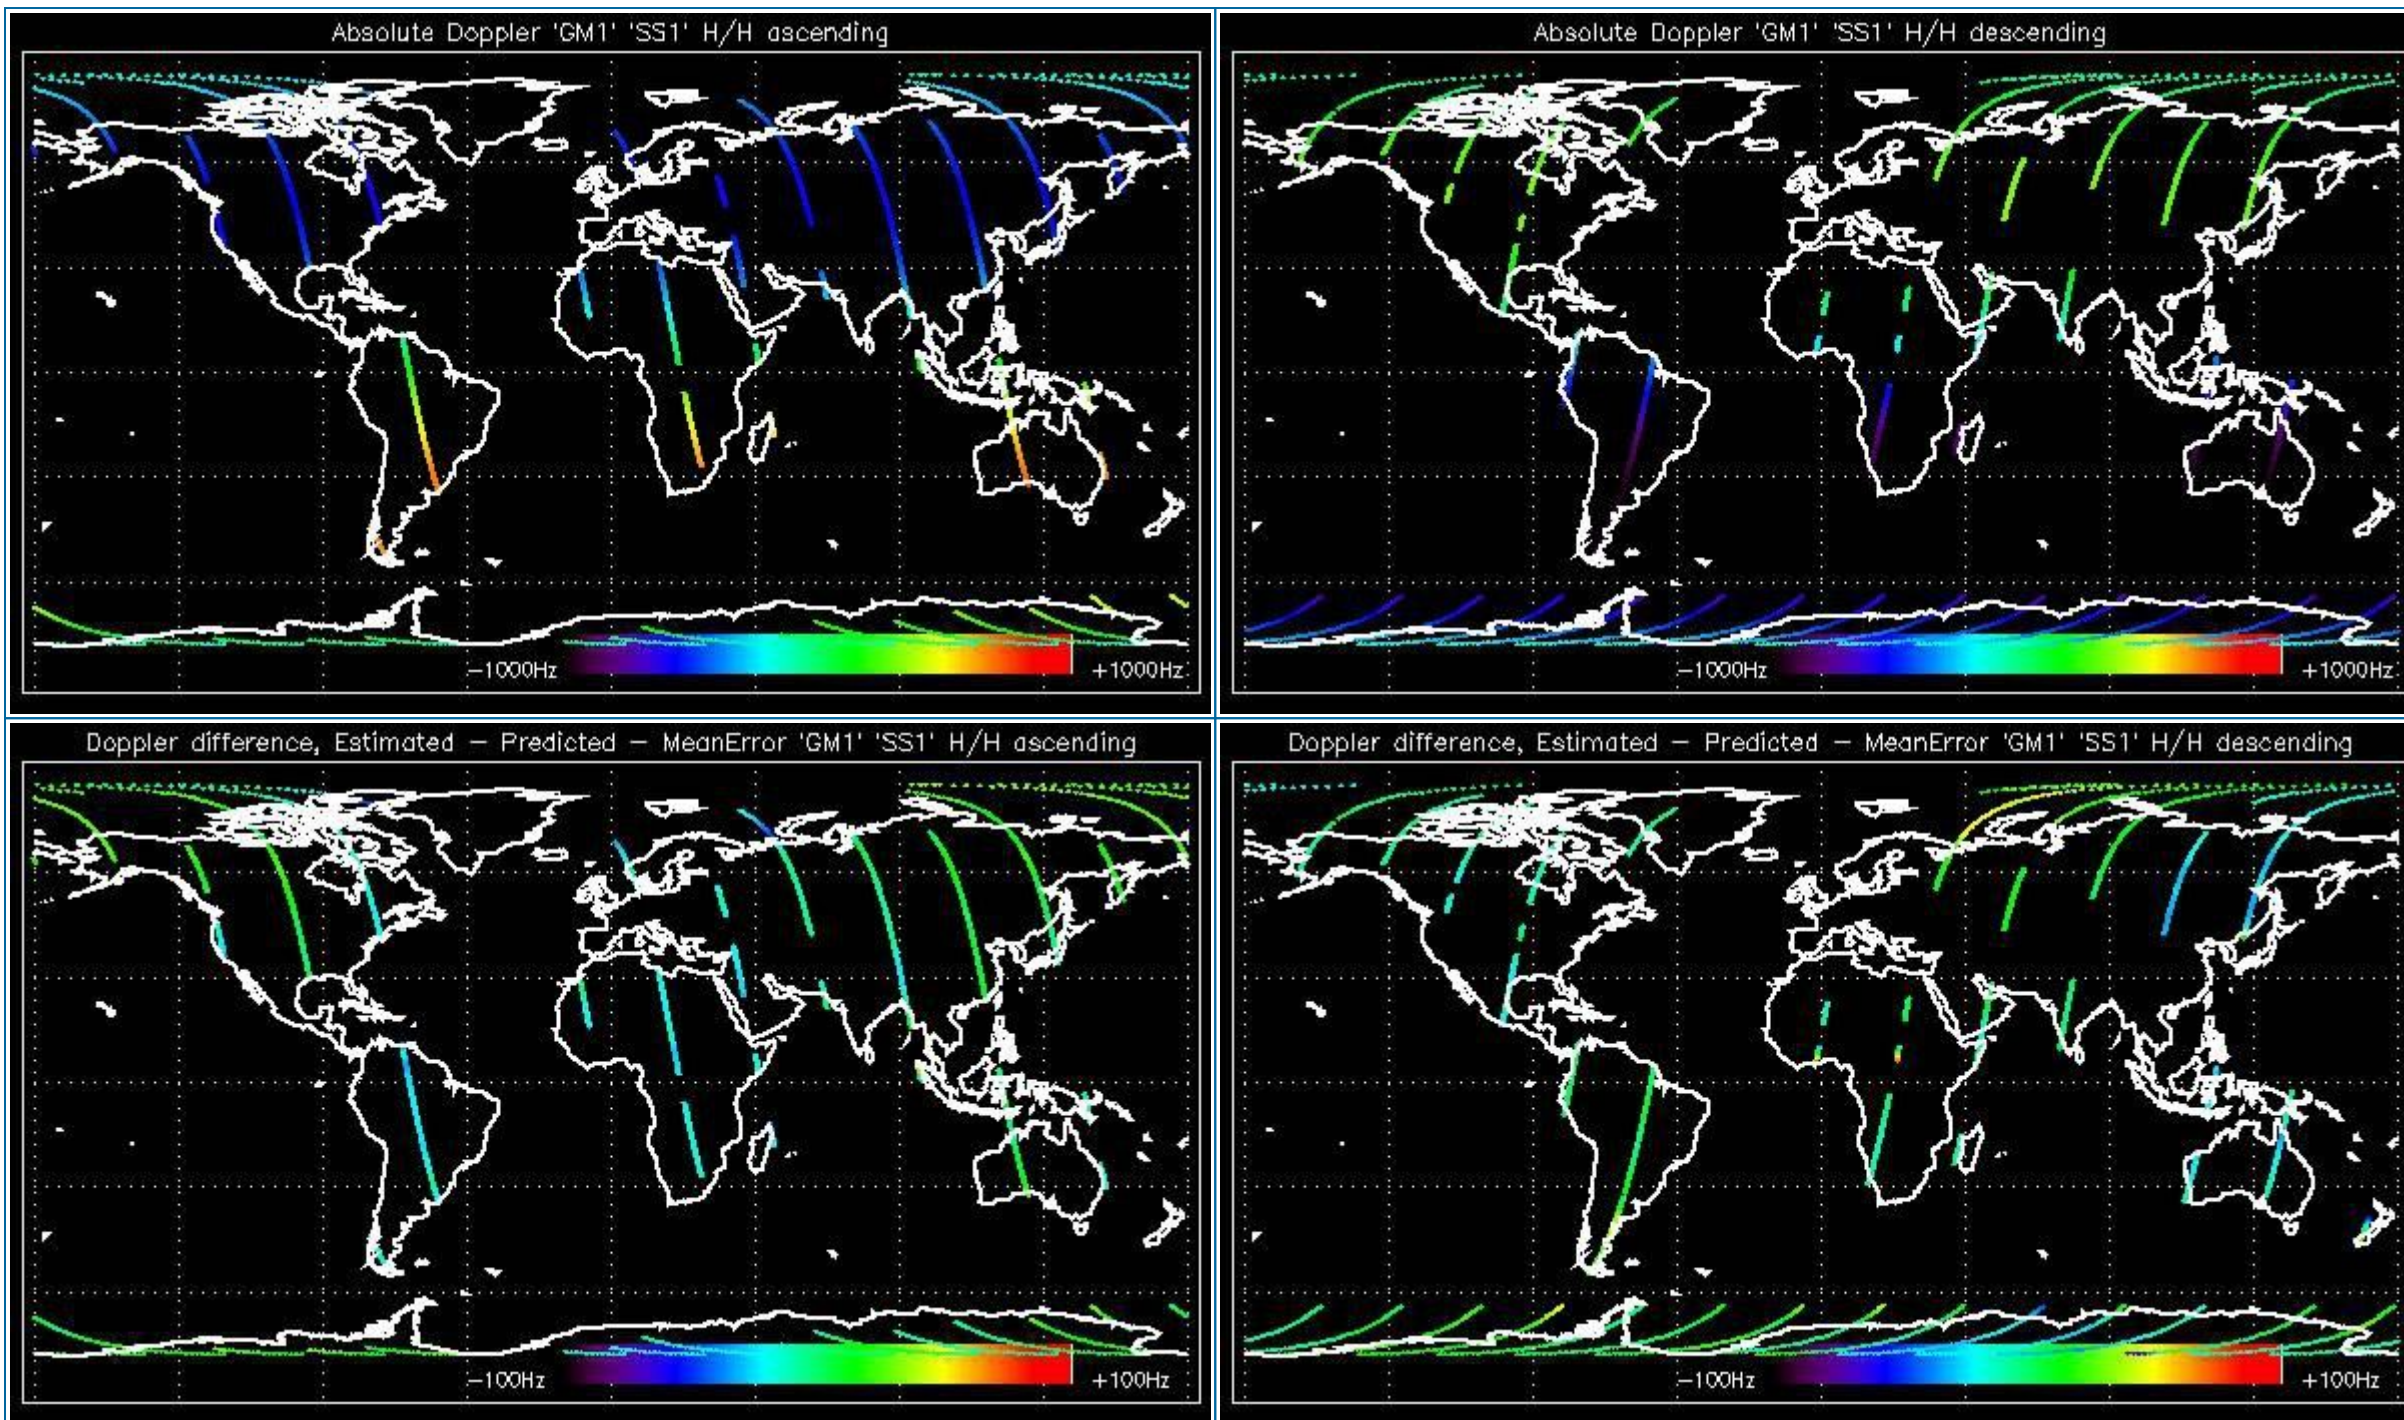 Absolute Doppler 'GM1' 'SS1' H/H ascending
−1000Hz
+1000Hz
Absolute Doppler 'GM1' 'SS1' H/H descending
−1000Hz
+1000Hz
Doppler difference, Estimated − Predicted − MeanError 'GM1' 'SS1' H/H ascending
−100Hz
+100Hz
Doppler difference, Estimated − Predicted − MeanError 'GM1' 'SS1' H/H descending
−100Hz
+100Hz